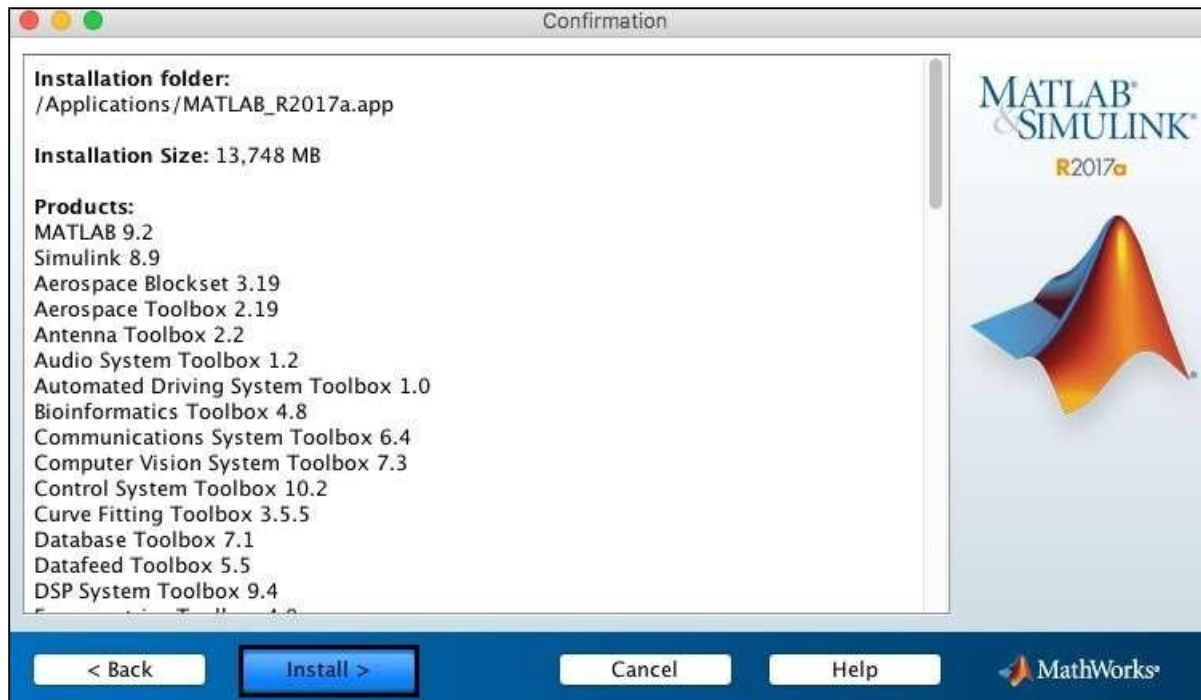 Confirmation
Installation folder:
/Applications/MATLAB_R2017a.app
Installation Size: 13,748 MB
Products:
MATLAB 9.2
Simulink 8.9
Aerospace Blockset 3.19
Aerospace Toolbox 2.19
Antenna Toolbox 2.2
Audio System Toolbox 1.2
Automated Driving System Toolbox 1.0
Bioinformatics Toolbox 4.8
Communications System Toolbox 6.4
Computer Vision System Toolbox 7.3
Control System Toolbox 10.2
Curve Fitting Toolbox 3.5.5
Database Toolbox 7.1
Datafeed Toolbox 5.5
DSP System Toolbox 9.4
MATLAB®
&SIMULINK®
R2017a
< Back
Install >
Cancel
Help
MathWorks®